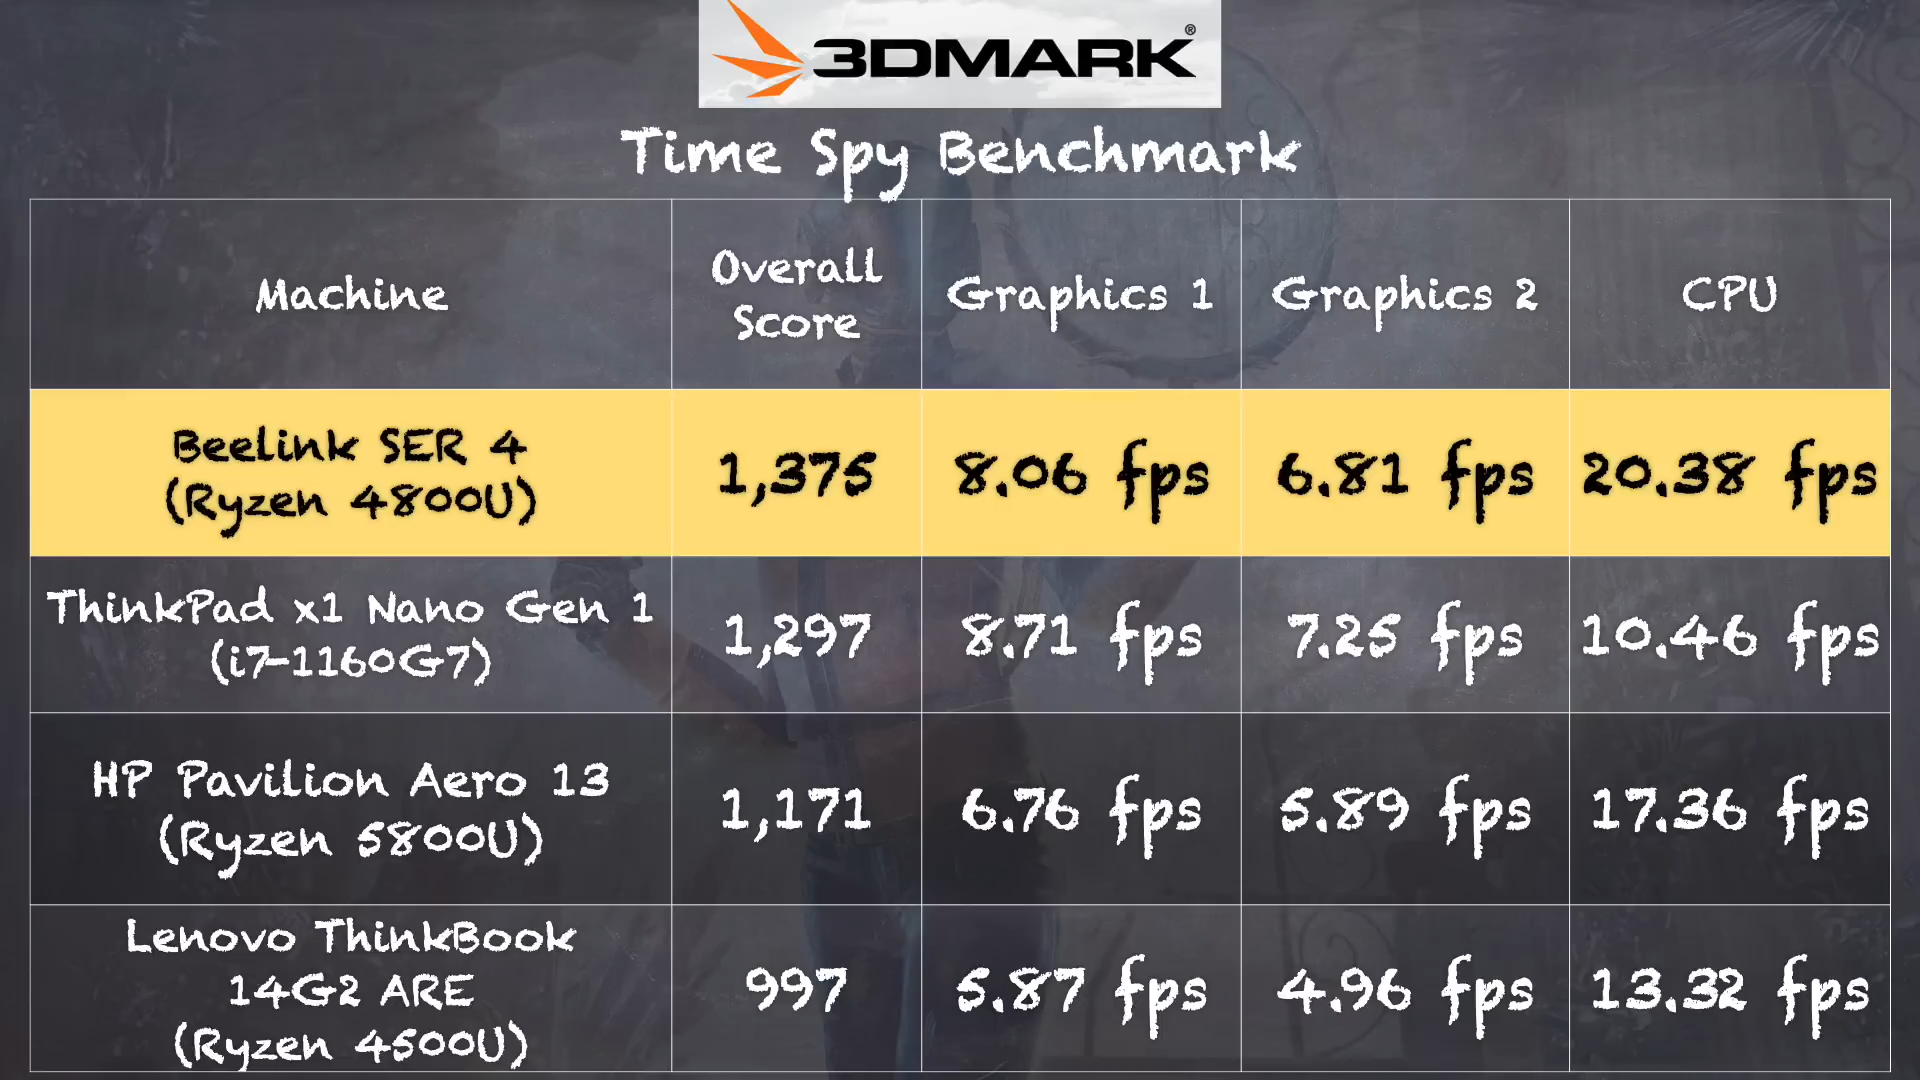 3DMARK®
Time Spy Benchmark
Machine
Overall
Score
Graphics 1
Graphics 2
CPU
Beelink SER 4
(Ryzen 4800U)
1,375
8.06 fps
6.81 fps
20.38 fps
ThinkPad x1 Nano Gen 1
(i7-1160G7)
1,297
8.71 fps
7.25 fps
10.46 fps
HP Pavilion Aero 13
(Ryzen 5800U)
1,171
6.76 fps
5.89 fps
17.36 fps
Lenovo ThinkBook
14G2 ARE
(Ryzen 4500U)
997
5.87 fps
4.96 fps
13.32 fps